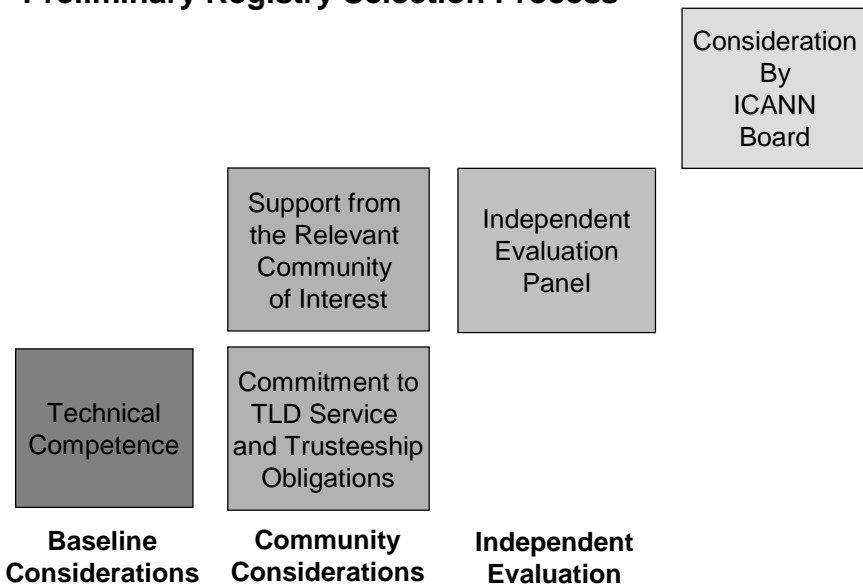 Preliminary Registry Selection Process
Consideration
By
ICANN
Board
Support from
the Relevant
Community
of Interest
Independent
Evaluation
Panel
Technical
Competence
Commitment to
TLD Service
and Trusteeship
Obligations
Baseline
Considerations
Community
Considerations
Independent
Evaluation